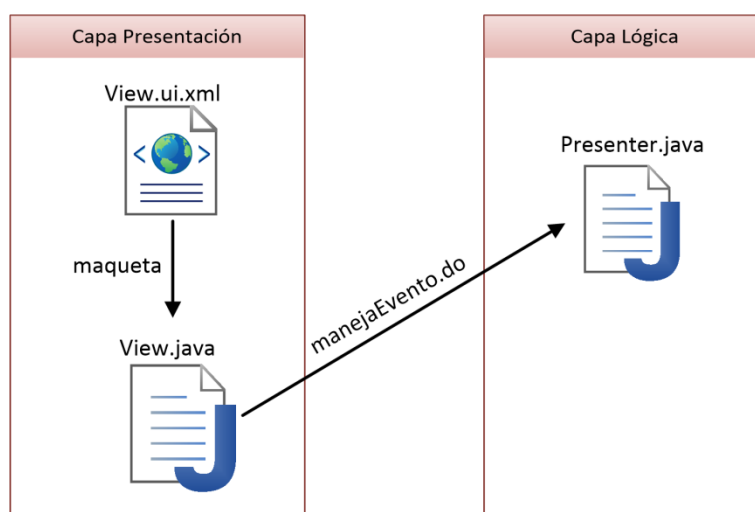 Capa Presentación
Capa Lógica
View.ui.xml
Presenter.java
maqueta
manejaEvento.do
View.java